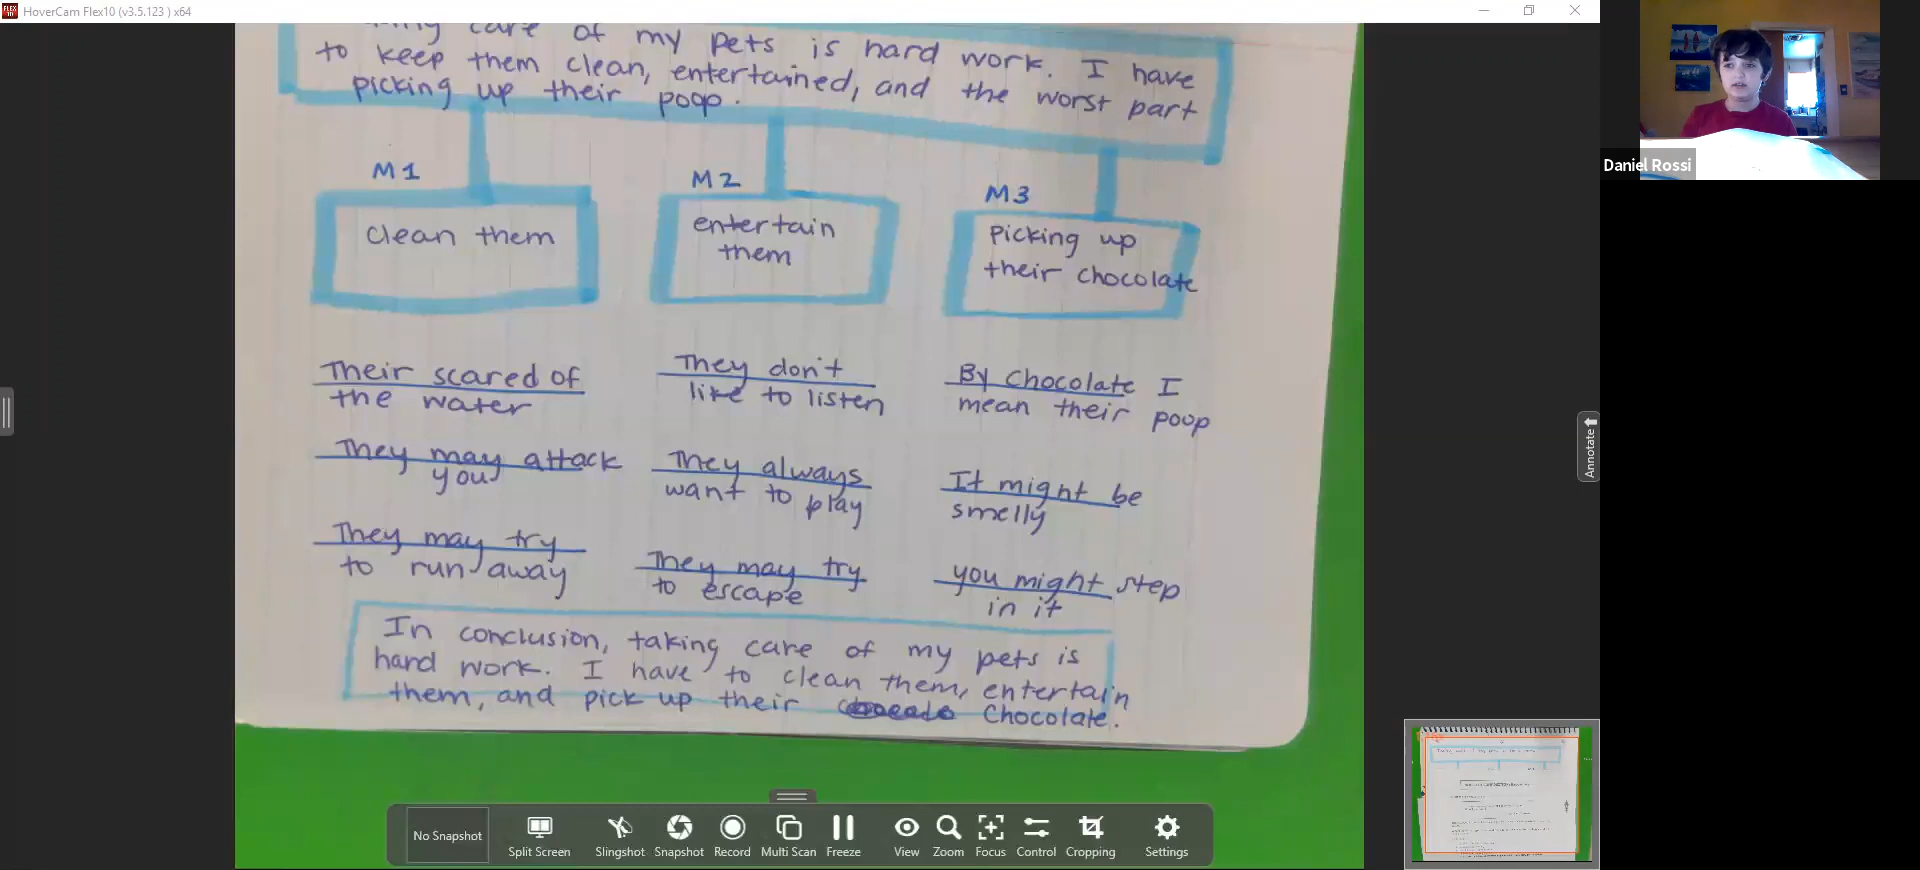 HoverCam Flex10 (v3.5.123 ) x64
care of my pets is hard work. I have
to keep them clean, entertained, and the worst part
picking up their poop.
M1
clean them
M2
entertain
them
M3
picking up
their chocolate
Their scared of
the water
They may attack
you
They may try
to run away
They don't
like to listen
They always
want to play
They may try
to escape
By chocolate I
mean their poop
It might be
smelly
you might step
in it
In conclusion, taking care of my pets is
hard work. I have to clean them, entertain
them, and pick up their Chocolate.
Daniel Rossi
Annotate
No Snapshot
Split Screen
Slingshot
Snapshot
Record
Multi Scan
Freeze
View
Zoom
Focus
Control
Cropping
Settings